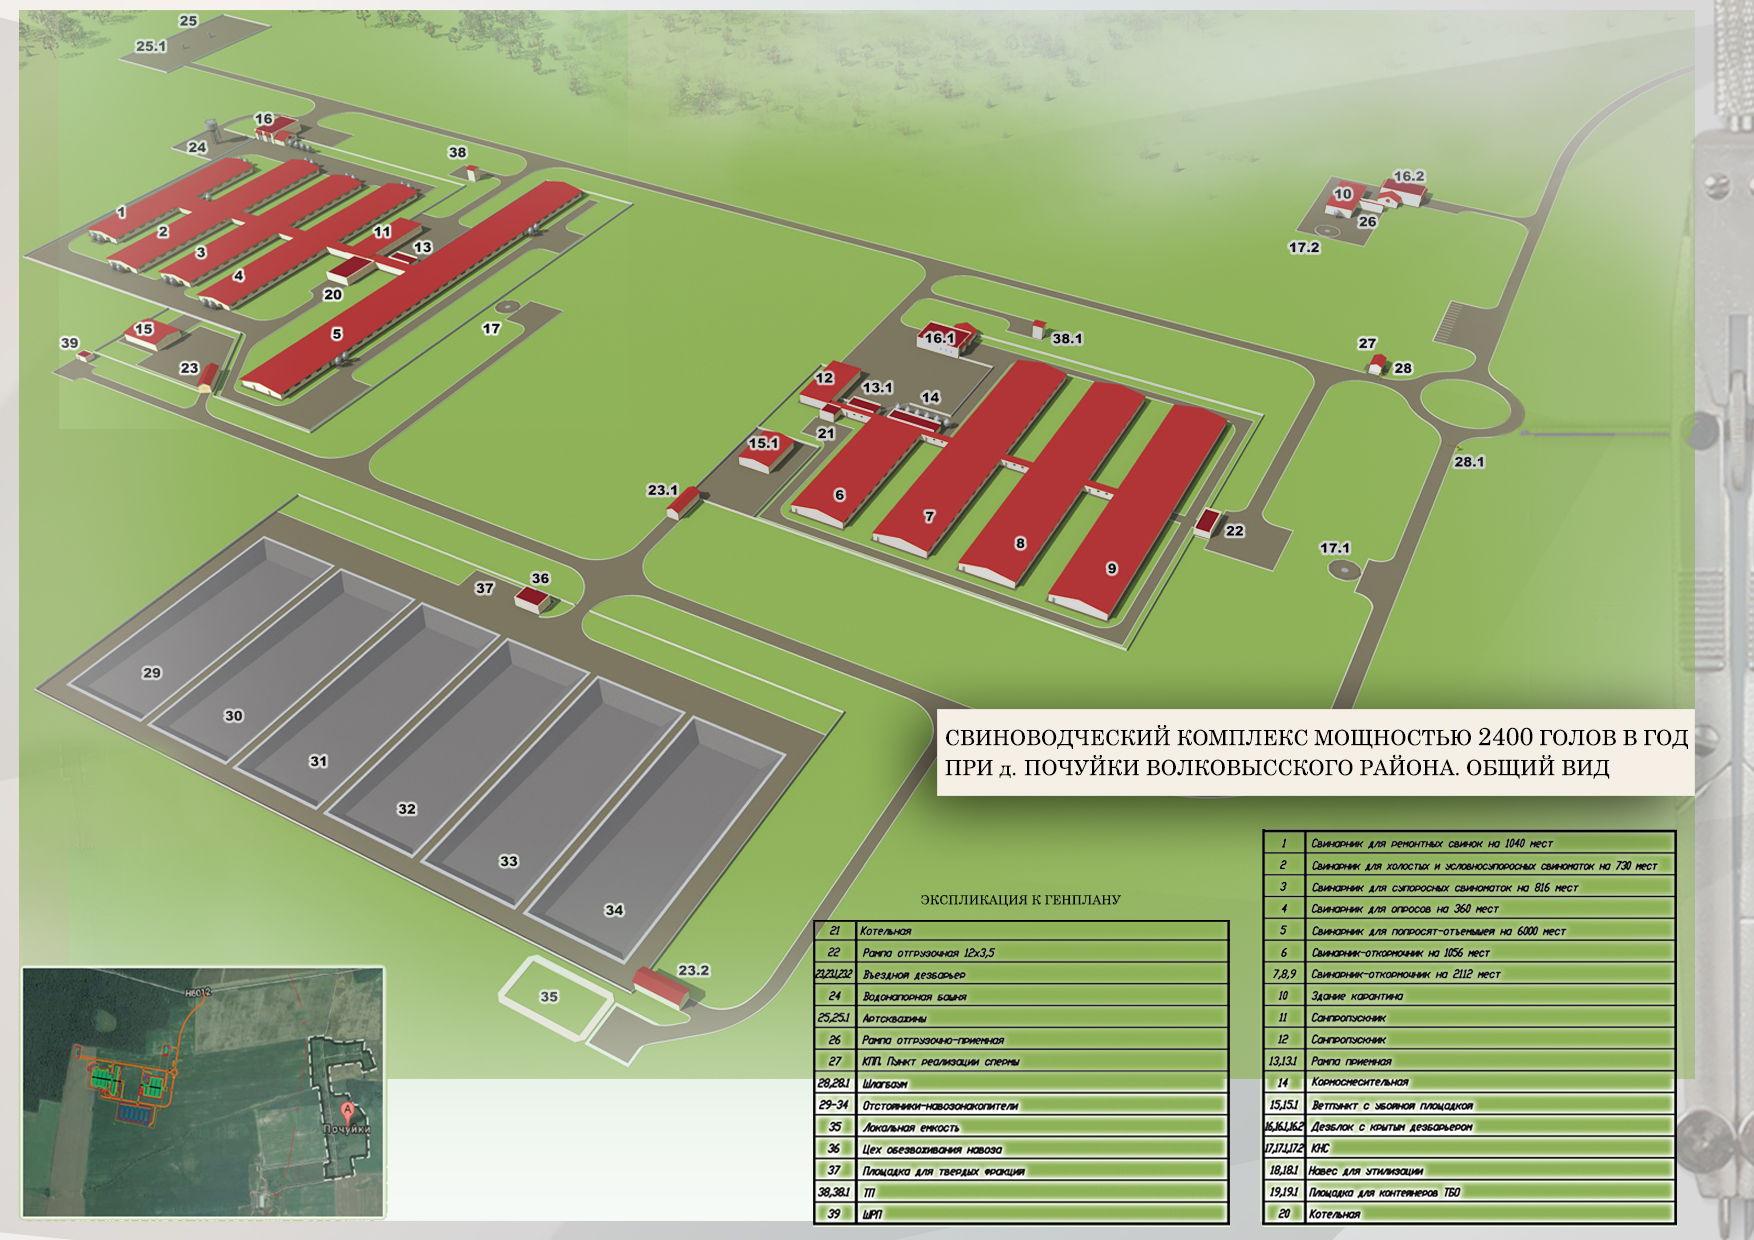 25
25.1
16
24
38
1
2
3
4
11
13
20
5
17
15
39
23
10
16.2
26
17.2
16.1
38.1
27
28
12
13.1
14
21
15.1
6
7
8
9
23.1
22
28.1
17.1
36
37
29
30
31
32
33
34
35
23.2
СВИНОВОДЧЕСКИЙ КОМПЛЕКС МОЩНОСТЬЮ 2400 ГОЛОВ В ГОД
ПРИ д. ПОЧУЙКИ ВОЛКОВЫССКОГО РАЙОНА. ОБЩИЙ ВИД
ЭКСПЛИКАЦИЯ К ГЕНПЛАНУ
1 Свинарник для ремонтных свинок на 1040 мест
2 Свинарник для холостых и условносупоросных свиноматок на 730 мест
3 Свинарник для супоросных свиноматок на 816 мест
4 Свинарник для опросов на 360 мест
5 Свинарник для попросят-отъемышей на 6000 мест
6 Свинарник-откормочник на 1056 мест
7,8,9 Свинарник-откормочник на 2112 мест
10 Здание карантина
11 Санпропускник
12 Санпропускник
13,13.1 Рампа приемная
14 Кормосмесительная
15,15.1 Ветпункт с убойной площадкой
16,16.1,16.2 Дезблок с крытым дезбарьером
17,17.1,17.2 КНС
18,18.1 Навес для утилизации
19,19.1 Площадка для контейнеров ТБО
20 Котельная
21 Котельная
22 Рампа отгрузочная 12х3,5
23,23.1,23.2 Въездной дезбарьер
24 Водонапорная башня
25,25.1 Артскважины
26 Рампа отгрузочно-приемная
27 КПП. Пункт реализации спермы
28,28.1 Шлагбаум
29-34 Отстойники-навозонакопители
35 Локальная емкость
36 Цех обезвоживания навоза
37 Площадка для твердых фракций
38,38.1 ТП
39 ШРП
H6012
A
Почуйки